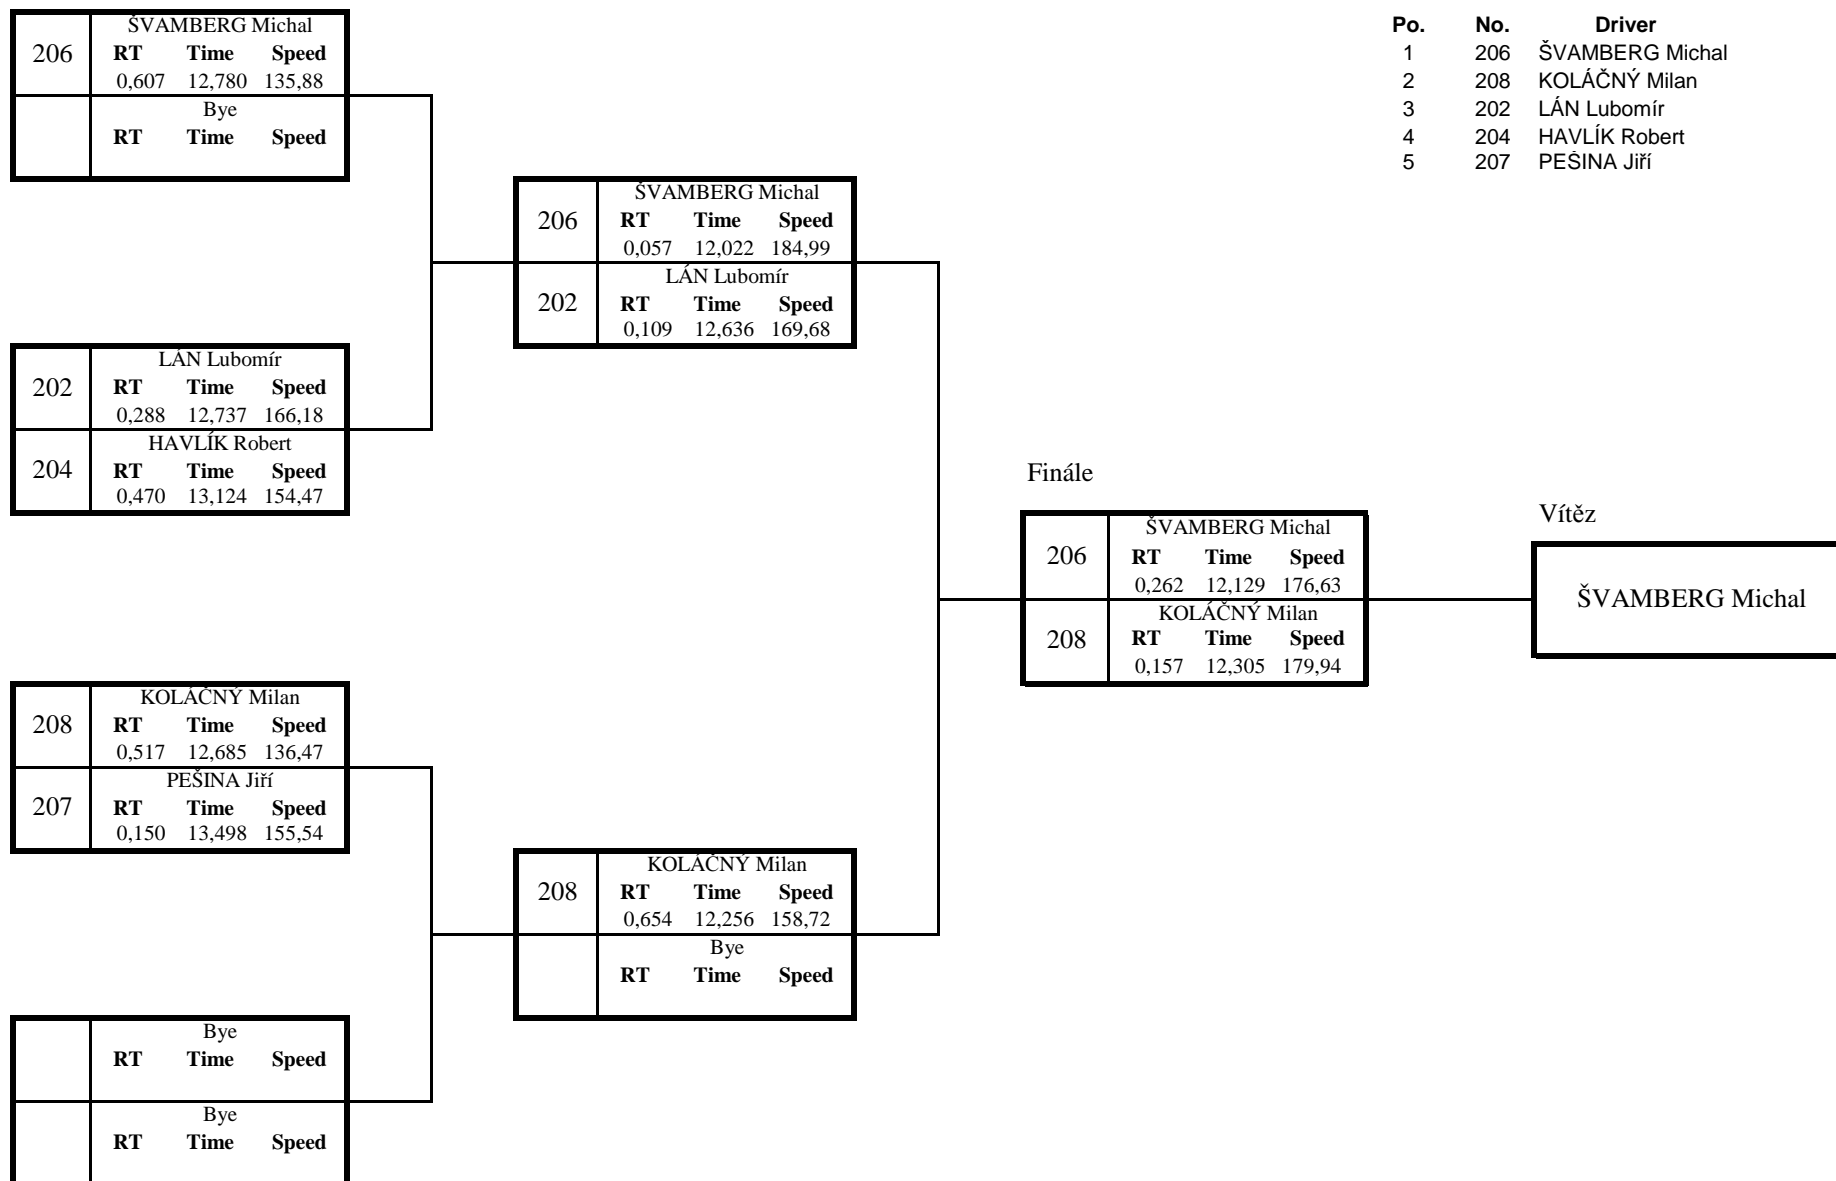 ŠVAMBERG Michal
206 RT Time Speed
0,607 12,780 135,88
Bye
RT Time Speed
LÁN Lubomír
202 RT Time Speed
0,288 12,737 166,18
HAVLÍK Robert
204 RT Time Speed
0,470 13,124 154,47
KOLÁČNÝ Milan
208 RT Time Speed
0,517 12,685 136,47
PEŠINA Jiří
207 RT Time Speed
0,150 13,498 155,54
Bye
RT Time Speed
Bye
RT Time Speed
ŠVAMBERG Michal
206 RT Time Speed
0,057 12,022 184,99
LÁN Lubomír
202 RT Time Speed
0,109 12,636 169,68
KOLÁČNÝ Milan
208 RT Time Speed
0,654 12,256 158,72
Bye
RT Time Speed
Finále
ŠVAMBERG Michal
206 RT Time Speed
0,262 12,129 176,63
KOLÁČNÝ Milan
208 RT Time Speed
0,157 12,305 179,94
Vítěz
ŠVAMBERG Michal
Po. No. Driver
1 206 ŠVAMBERG Michal
2 208 KOLÁČNÝ Milan
3 202 LÁN Lubomír
4 204 HAVLÍK Robert
5 207 PEŠINA Jiří